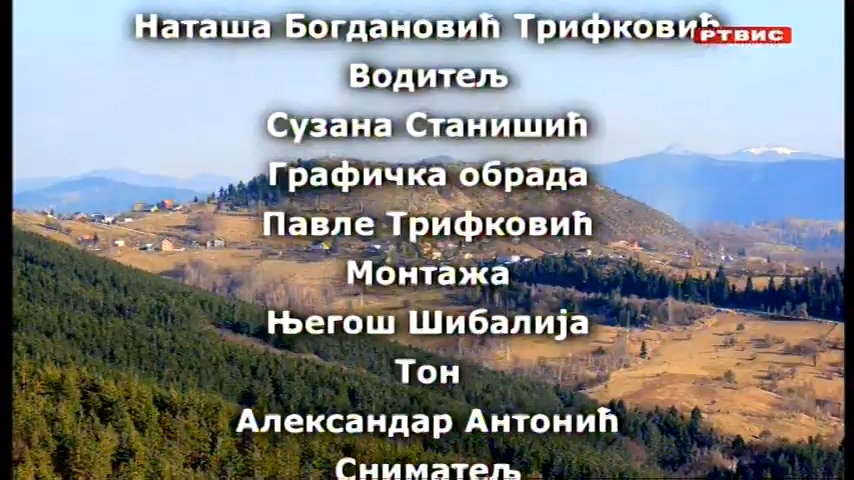 Наташа Богдановић Трифковић
РТВИС
Водитељ
Сузана Станишић
Графичка обрада
Павле Трифковић
Монтажа
Његош Шибалија
Тон
Александар Антонић
Сниматељ